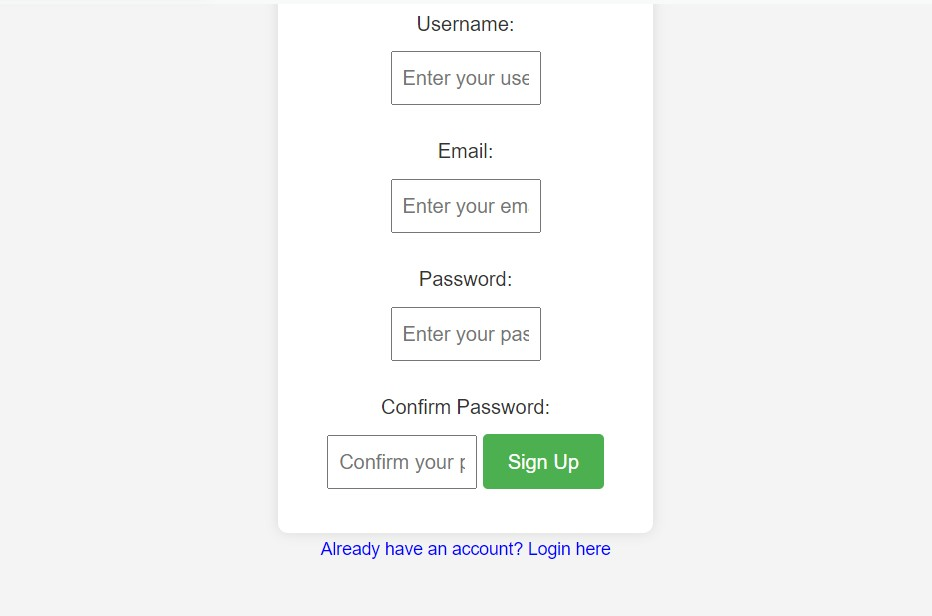 Username:
Enter your use
Email:
Enter your em
Password:
Enter your pas
Confirm Password:
Confirm your p
Sign Up
Already have an account? Login here